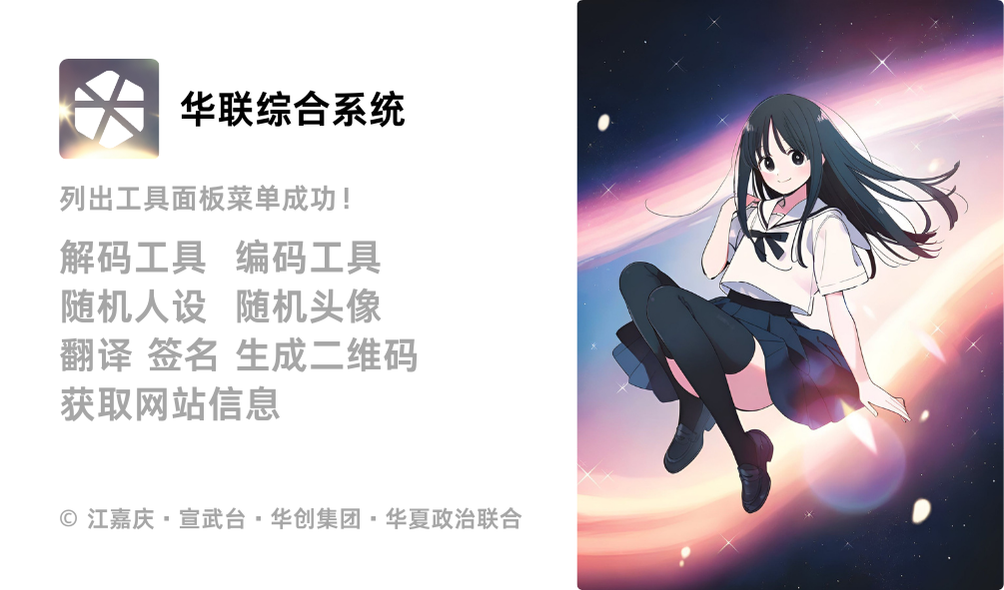 华联综合系统
列出工具面板菜单成功！
解码工具 编码工具
随机人设 随机头像
翻译 签名 生成二维码
获取网站信息
© 江嘉庆·宣武台·华创集团·华夏政治联合